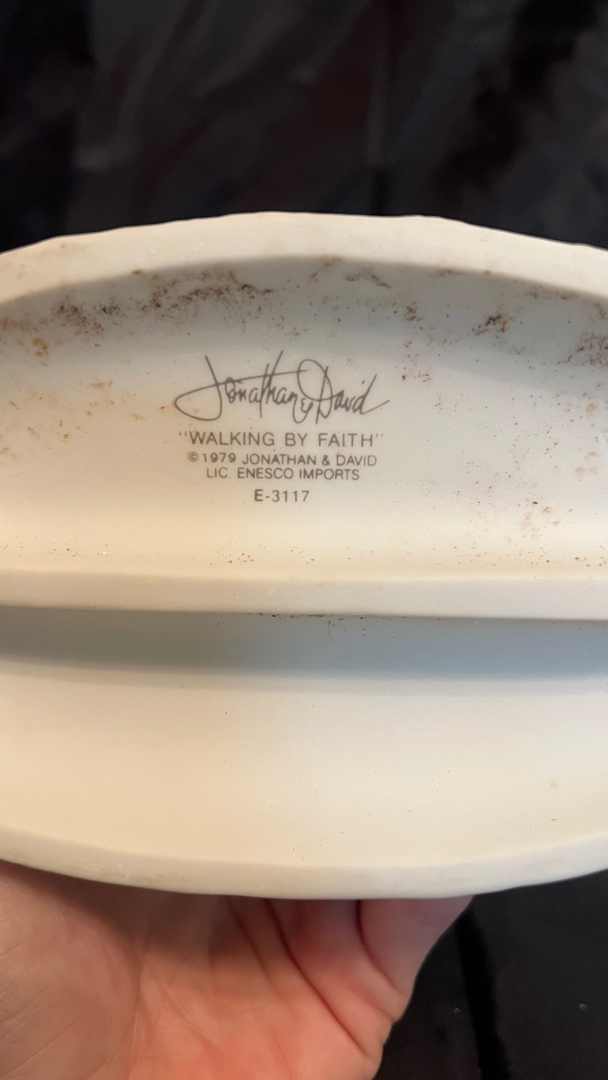 Jonathan & David
"WALKING BY FAITH"
© 1979 JONATHAN & DAVID
LIC. ENESCO IMPORTS
E-3117